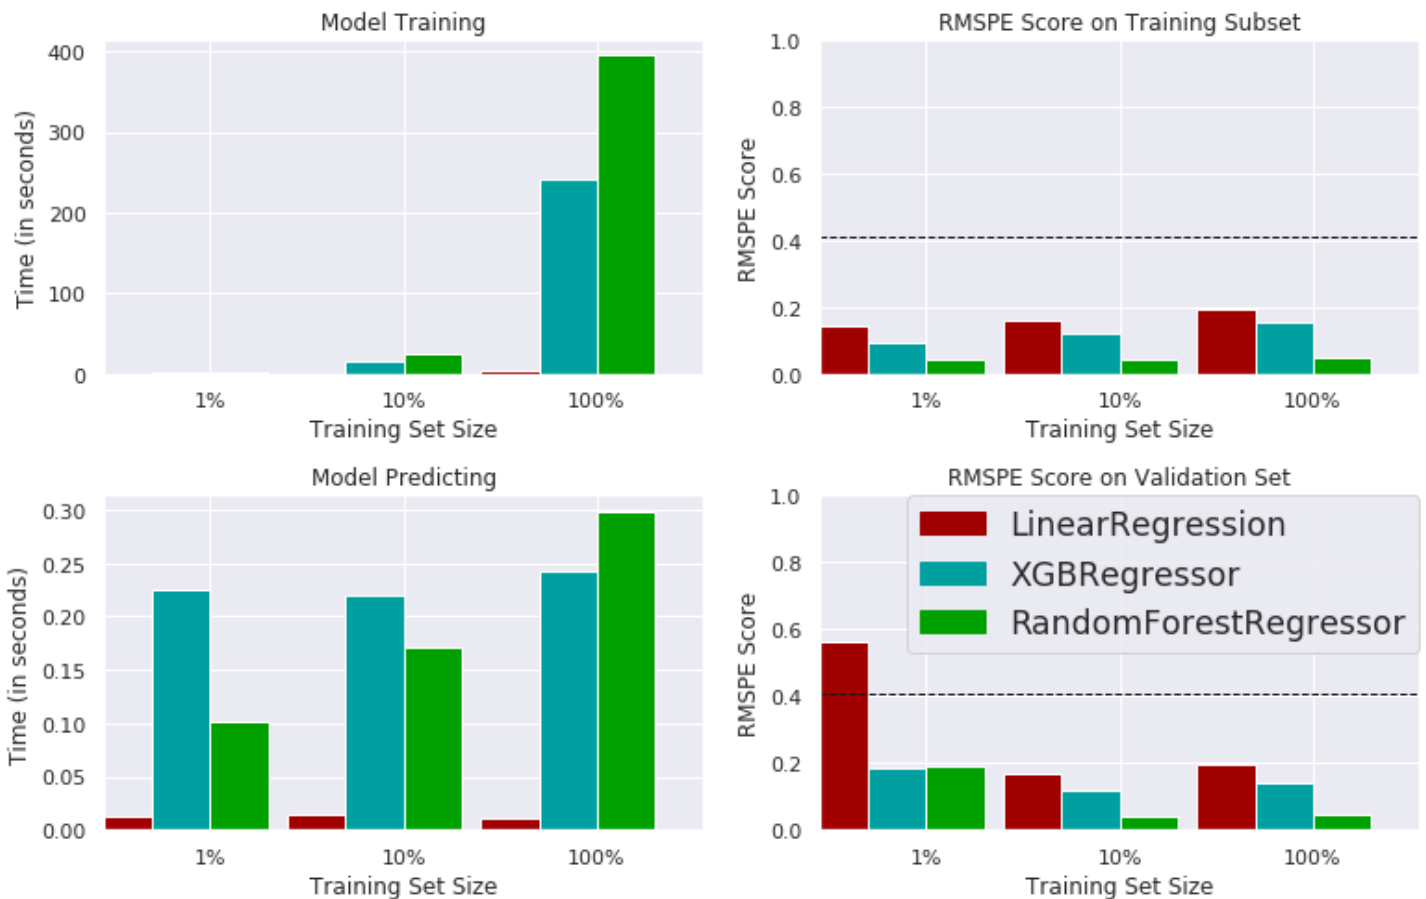 Model Training
400
300
200
100
0
Time (in seconds)
1% 10% 100%
Training Set Size
RMSPE Score on Training Subset
1.0
0.8
0.6
0.4
0.2
0.0
RMSPE Score
1% 10% 100%
Training Set Size
Model Predicting
0.30
0.25
0.20
0.15
0.10
0.05
0.00
Time (in seconds)
1% 10% 100%
Training Set Size
RMSPE Score on Validation Set
1.0
0.8
0.6
0.4
0.2
0.0
RMSPE Score
LinearRegression
XGBRegressor
RandomForestRegressor
1% 10% 100%
Training Set Size